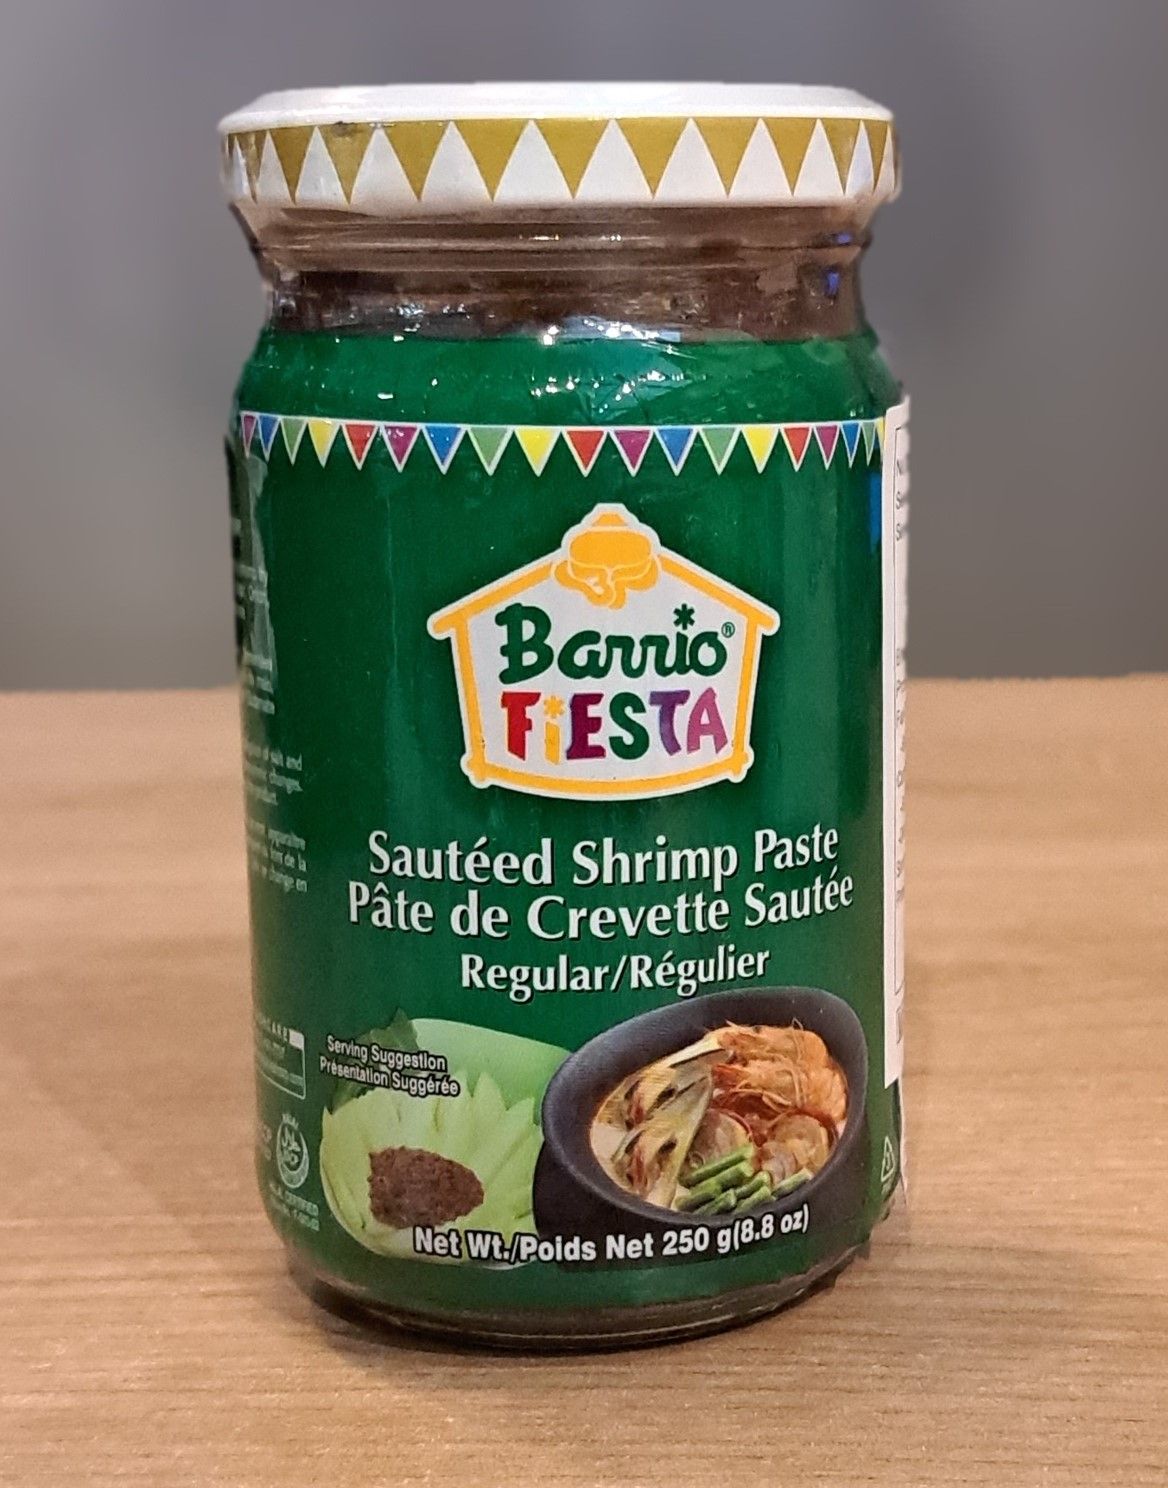 Barrio®
FiESTA
Sautéed Shrimp Paste
Pâte de Crevette Sautée
Regular/Régulier
Serving Suggestion
Présentation Suggérée
Net Wt./Poids Net 250 g(8.8 oz)